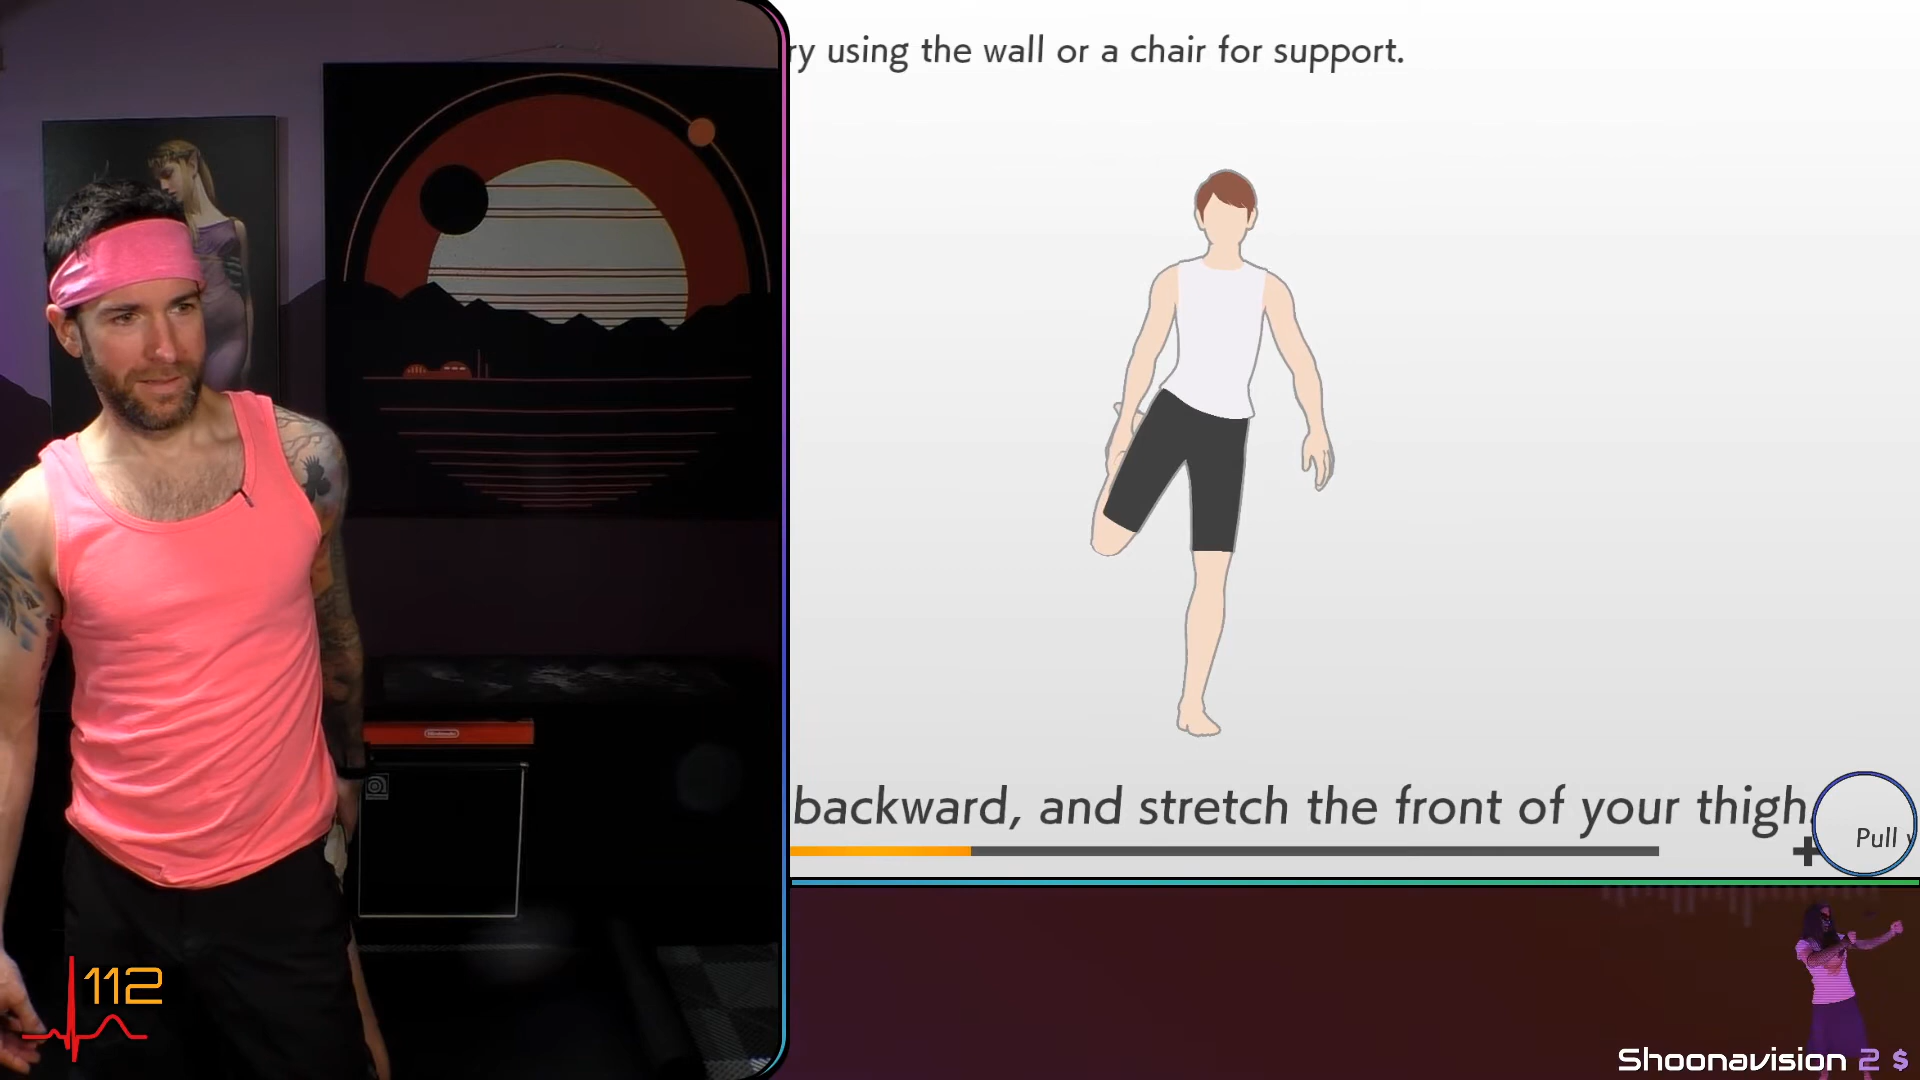 ry using the wall or a chair for support.
Nintendo
backward, and stretch the front of your thigh.
Pull
112
Shoonavision 2 $